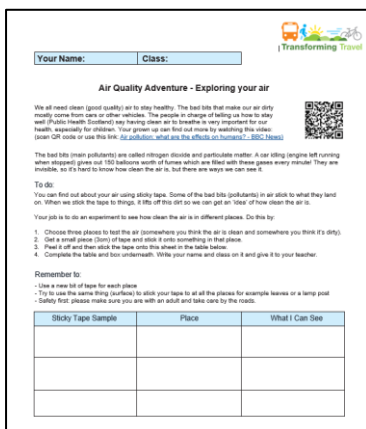 Transforming Travel
Your Name: Class:
Air Quality Adventure - Exploring your air
We all need clean (good quality) air to stay healthy. The bad bits that make our air dirty
mostly come from cars or other vehicles. The people in charge of telling us how to stay
well (Public Health Scotland) say having clean air to breathe is very important for our
health, especially for children. Your grown up can find out more by watching this video:
(scan QR code or use this link: Air pollution: what are the effects on humans? - BBC News)
The bad bits (main pollutants) are called nitrogen dioxide and particulate matter. A car idling (engine left running
when stopped) gives out 150 balloons worth of fumes which are filled with these gases every minute! They are
invisible, so it's hard to know how clean the air is, but there are ways we can see it.
To do:
You can find out about your air using sticky tape. Some of the bad bits (pollutants) in air stick to what they land
on. When we stick the tape to things, it lifts off this dirt so we can get an 'idea' of how clean the air is.
Your job is to do an experiment to see how clean the air is in different places. Do this by:
1. Choose three places to test the air (somewhere you think the air is clean and somewhere you think it's dirty).
2. Get a small piece (3cm) of tape and stick it onto something in that place.
3. Peel it off and then stick the tape onto this sheet in the table below.
4. Complete the table and box underneath. Write your name and class on it and give it to your teacher.
Remember to:
- Use a new bit of tape for each place
- Try to use the same thing (surface) to stick your tape to at all the places for example leaves or a lamp post
- Safety first: please make sure you are with an adult and take care by the roads.
Sticky Tape Sample Place What I Can See